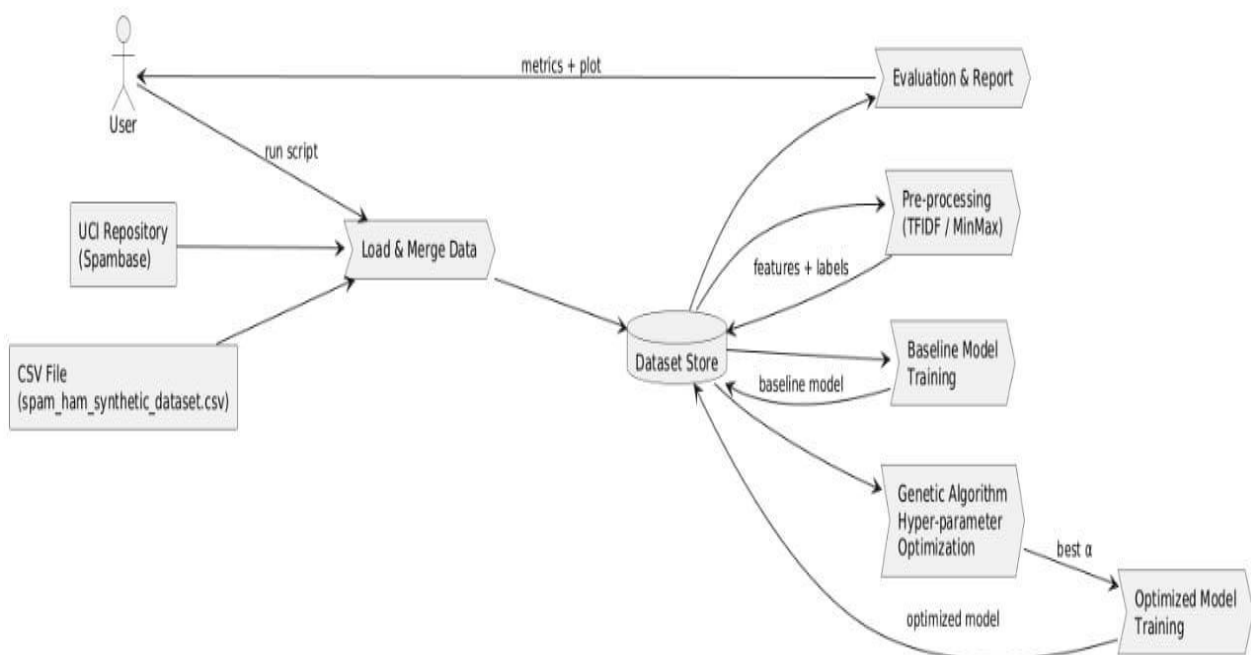 metrics + plot
Evaluation & Report
User
run script
UCI Repository
(Spambase)
Load & Merge Data
Pre-processing
(TFIDF / MinMax)
features + labels
CSV File
(spam_ham_synthetic_dataset.csv)
Dataset Store
Baseline Model
Training
baseline model
Genetic Algorithm
Hyper-parameter
Optimization
best α
Optimized Model
Training
optimized model